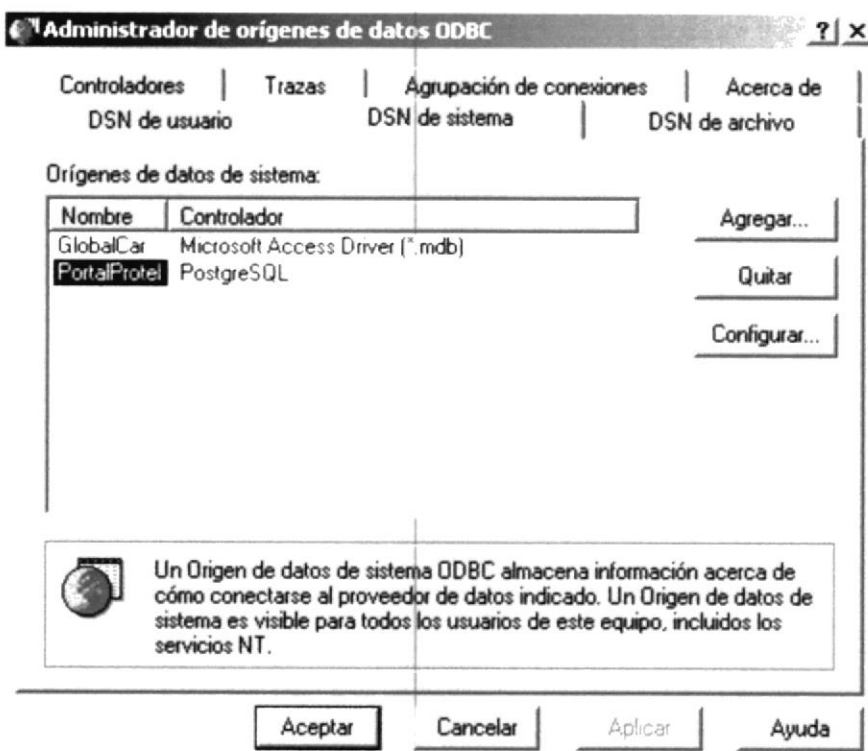 Administrador de orígenes de datos ODBC
Controladores Trazas Agrupación de conexiones Acerca de
DSN de usuario DSN de sistema DSN de archivo
Orígenes de datos de sistema:
Nombre Controlador
GlobalCar Microsoft Access Driver (*.mdb)
PortalProtel PostgreSQL
Agregar...
Quitar
Configurar...
Un Origen de datos de sistema ODBC almacena información acerca de
cómo conectarse al proveedor de datos indicado. Un Origen de datos de
sistema es visible para todos los usuarios de este equipo, incluidos los
servicios NT.
Aceptar Cancelar Aplicar Ayuda